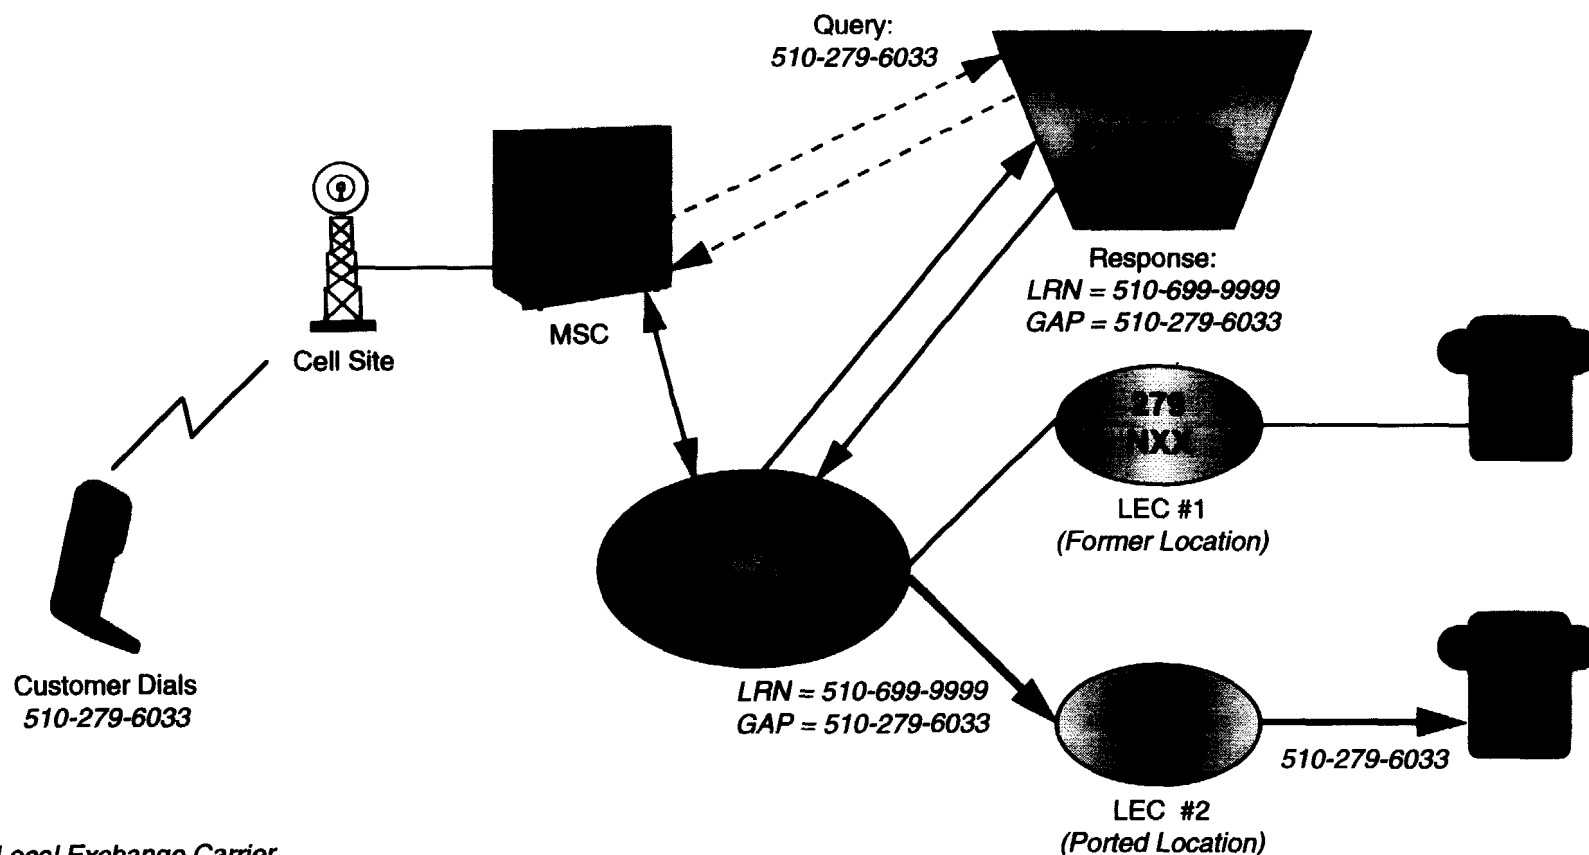 Query:
510-279-6033
Response:
LRN = 510-699-9999
GAP = 510-279-6033
MSC
Cell Site
279
NXX
LEC #1
(Former Location)
Customer Dials
510-279-6033
LRN = 510-699-9999
GAP = 510-279-6033
510-279-6033
LEC #2
(Ported Location)
Local Exchange Carrier